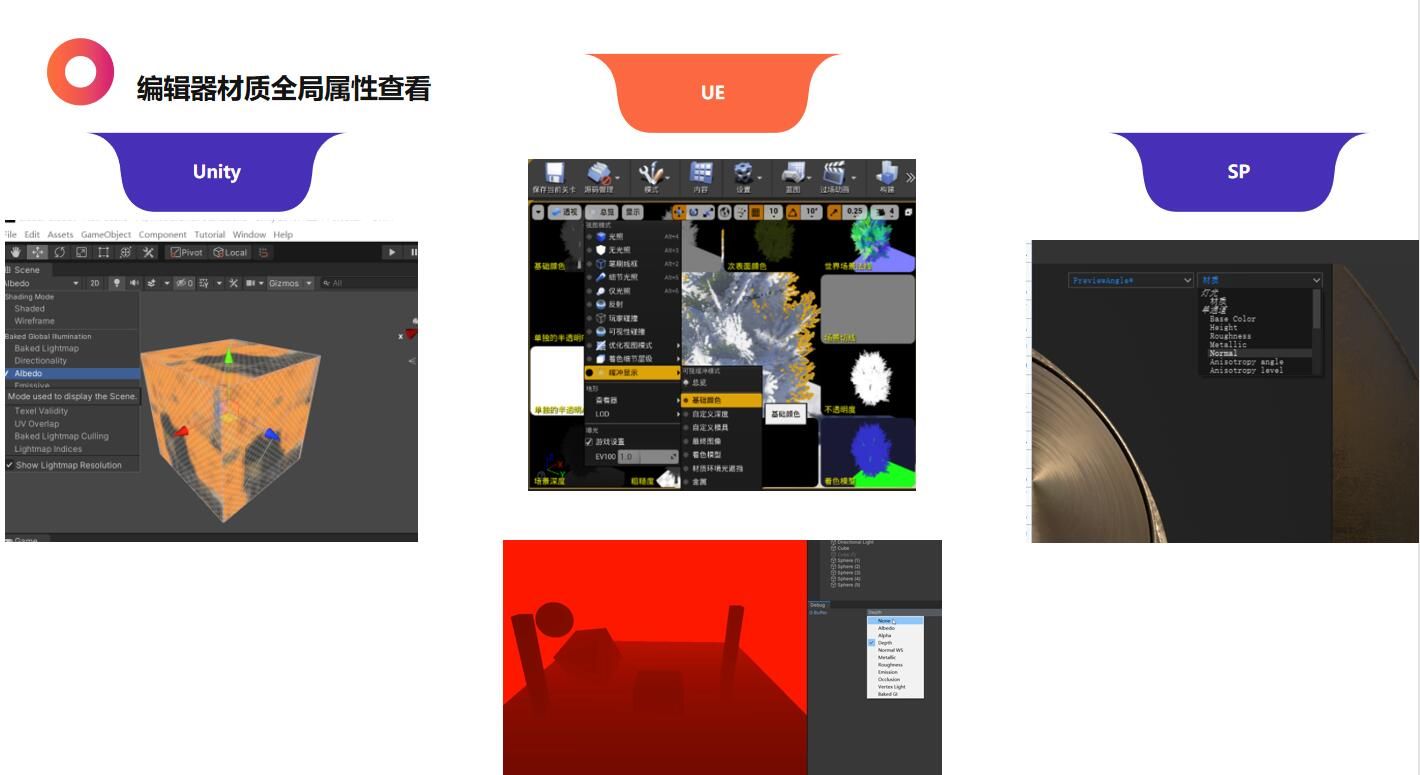 编辑器材质全局属性查看
UE
Unity
SP
File Edit Assets GameObject Component Tutorial Window Help
Pivot Local
Scene
Albedo 2D Gizmos All
Shading Mode
Shaded
Wireframe
Baked Global Illumination
Baked Lightmap
Directionality
Albedo
Emissive
Mode used to display the Scene.
Texel Validity
UV Overlap
Baked Lightmap Culling
Lightmap Indices
Show Lightmap Resolution
Game
x
保存当前关卡 源码管理 模式 内容 设置 蓝图 过场动画 构建
透视 总览 显示 10 10° 0.25 4
视图模式
光照 Alt+4
无光照 Alt+3
笔刷线框 Alt+2
细节光照 Alt+5
仅光照 Alt+6
反射
玩家碰撞
可视性碰撞
优化视图模式
着色细节层级
缓冲显示
地形
查看器
LOD
曝光
游戏设置
EV100 1.0
可视缓冲模式
总览
基础颜色
自定义深度
自定义模具
最终图像
着色模型
材质环境光遮挡
金属
基础颜色
基础颜色
次表面颜色
世界场景法线
单独的半透明
场景切线
单独的半透明
不透明度
场景深度
粗糙度
着色模型
PreviewAngle*
材质
灯光
材质
单通道
Base Color
Height
Roughness
Metallic
Normal
Anisotropy angle
Anisotropy level
Directional Light
Cube
Cube (1)
Sphere (1)
Sphere (2)
Sphere (3)
Sphere (4)
Sphere (5)
Debug
G Buffer Depth
None
Albedo
Alpha
Depth
Normal WS
Metallic
Roughness
Emission
Occlusion
Vertex Light
Baked GI